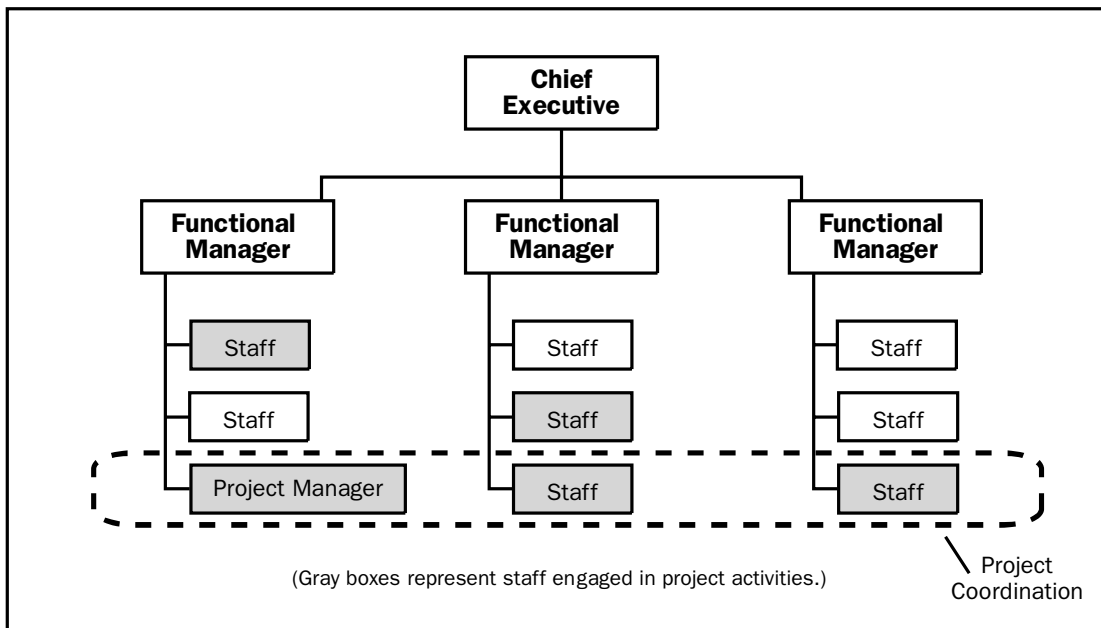 Chief
Executive
Functional
Manager
Functional
Manager
Functional
Manager
Staff
Staff
Staff
Staff
Staff
Staff
Project Manager
Staff
Staff
(Gray boxes represent staff engaged in project activities.)
Project
Coordination